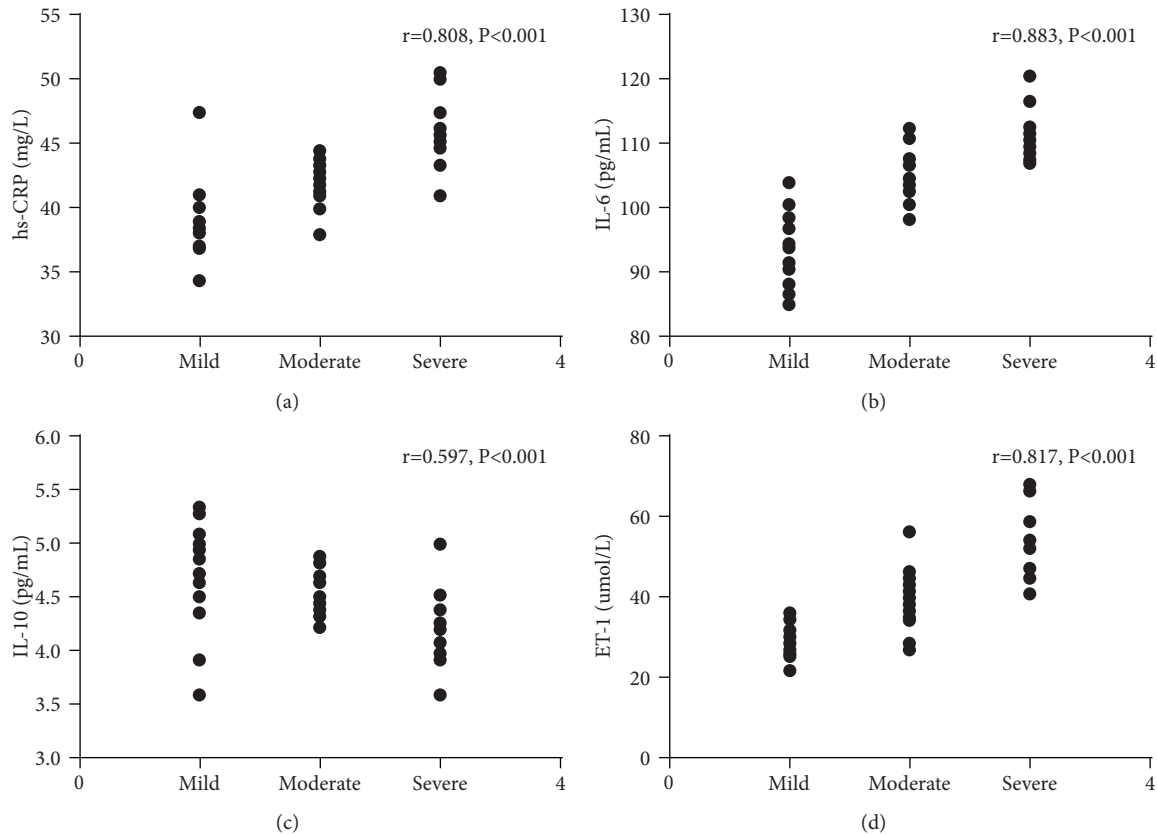 55
50
45
40
35
30
hs-CRP (mg/L)
r=0.808, P<0.001
0 Mild Moderate Severe 4
(a)
130
120
110
100
90
80
IL-6 (pg/mL)
r=0.883, P<0.001
0 Mild Moderate Severe 4
(b)
6.0
5.5
5.0
4.5
4.0
3.5
3.0
IL-10 (pg/mL)
r=0.597, P<0.001
0 Mild Moderate Severe 4
(c)
80
60
40
20
0
ET-1 (umol/L)
r=0.817, P<0.001
0 Mild Moderate Severe 4
(d)